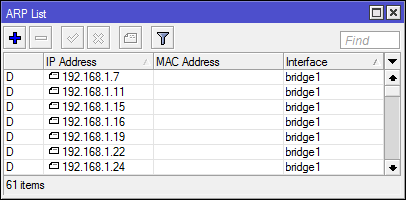 ARP List
Find
IP Address MAC Address Interface
D 192.168.1.7 bridge1
D 192.168.1.11 bridge1
D 192.168.1.15 bridge1
D 192.168.1.16 bridge1
D 192.168.1.19 bridge1
D 192.168.1.22 bridge1
D 192.168.1.24 bridge1
61 items